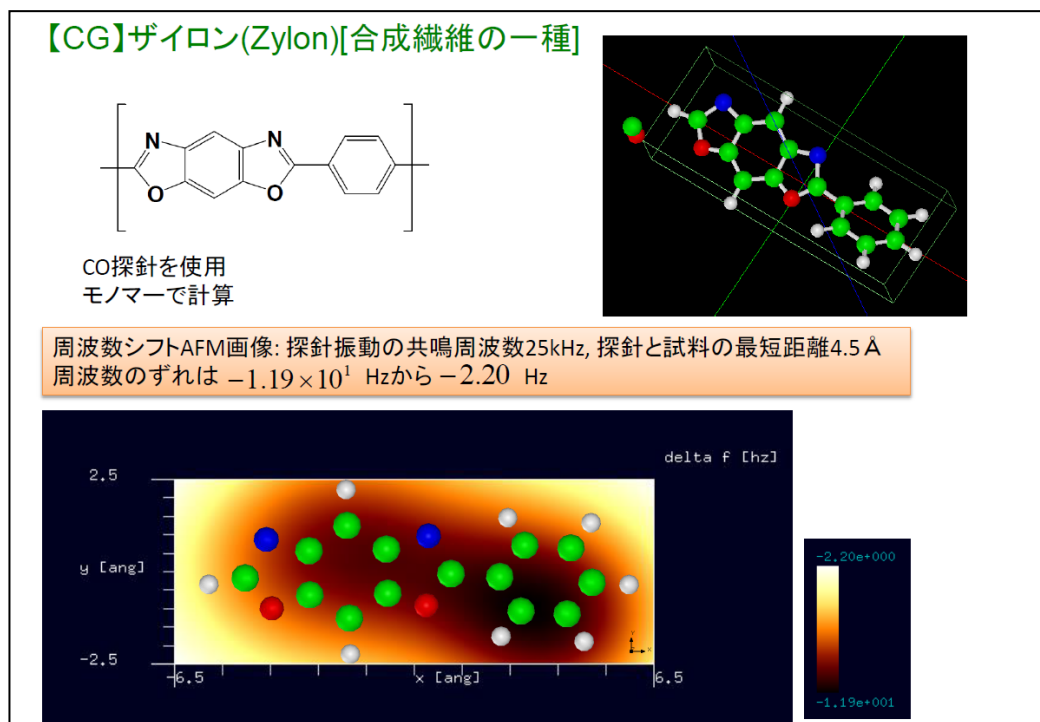 【CG】ザイロン(Zylon)[合成繊維の一種]
N
N
O
O
CO探針を使用
モノマーで計算
周波数シフトAFM画像: 探針振動の共鳴周波数25kHz, 探針と試料の最短距離4.5Å
周波数のずれは −1.19×10¹ Hzから −2.20 Hz
delta f [hz]
2.5
y [ang]
-2.5
-6.5
x [ang]
6.5
-2.20e+000
-1.19e+001